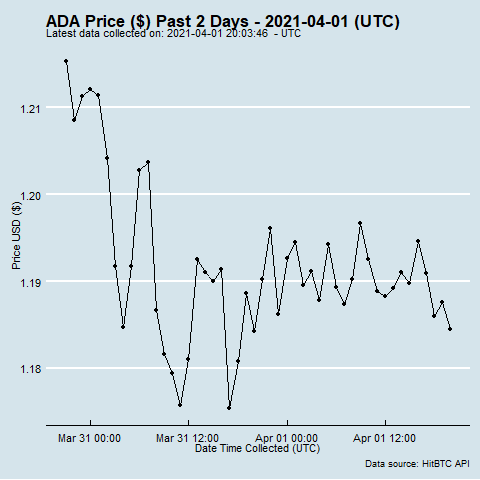 ADA Price ($) Past 2 Days - 2021-04-01 (UTC)
Latest data collected on: 2021-04-01 20:03:46 - UTC
1.21
1.20
1.19
1.18
Price USD ($)
Mar 31 00:00
Mar 31 12:00
Apr 01 00:00
Apr 01 12:00
Date Time Collected (UTC)
Data source: HitBTC API